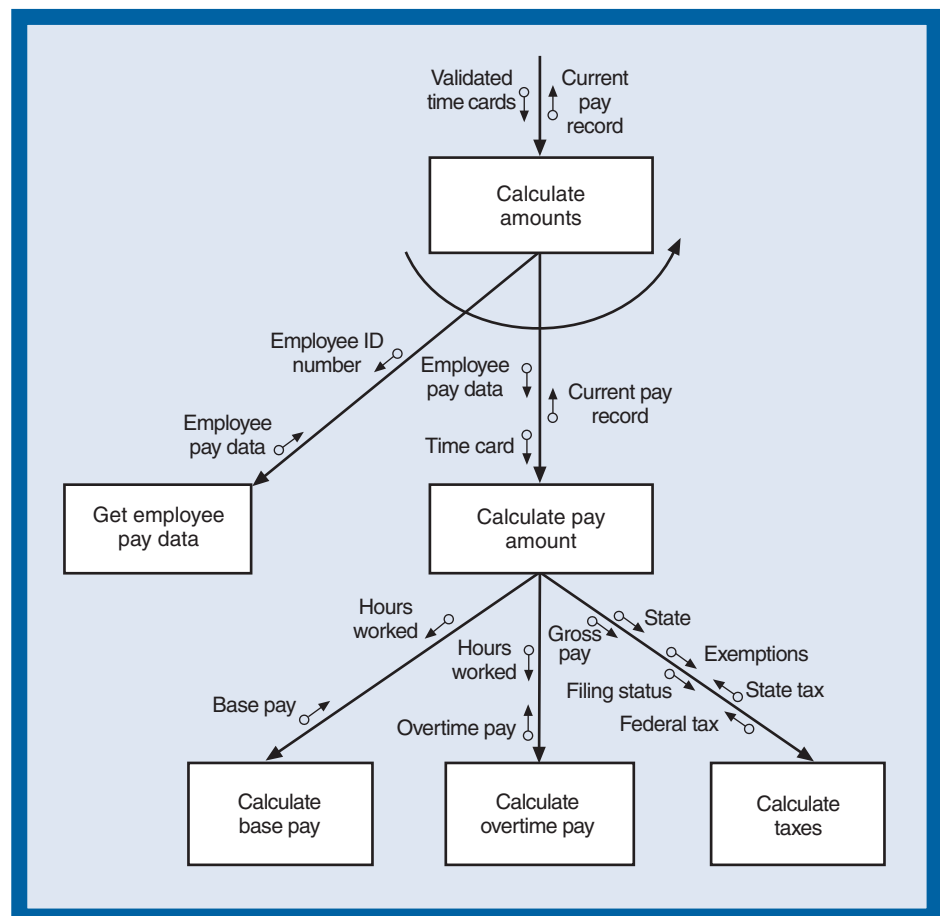 Validated
time cards
Current
pay
record
Calculate
amounts
Employee ID
number
Employee
pay data
Employee
pay data
Current pay
record
Time card
Get employee
pay data
Calculate pay
amount
Hours
worked
Base pay
Hours
worked
Overtime pay
Gross
pay
State
Exemptions
Filing status
State tax
Federal tax
Calculate
base pay
Calculate
overtime pay
Calculate
taxes